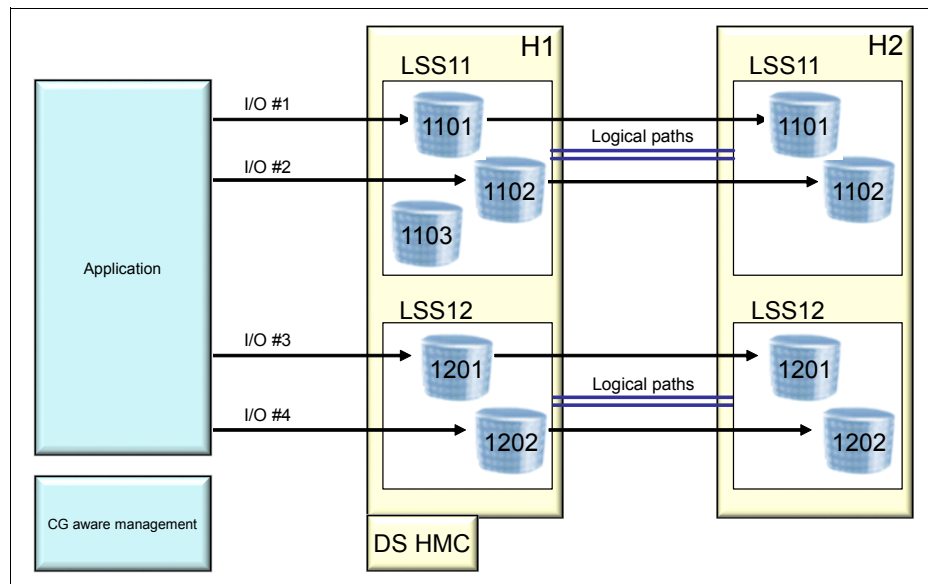 H1
H2
LSS11
LSS11
I/O #1
1101
1101
Logical paths
I/O #2
1102
1102
1103
Application
LSS12
LSS12
I/O #3
1201
1201
Logical paths
I/O #4
1202
1202
CG aware management
DS HMC